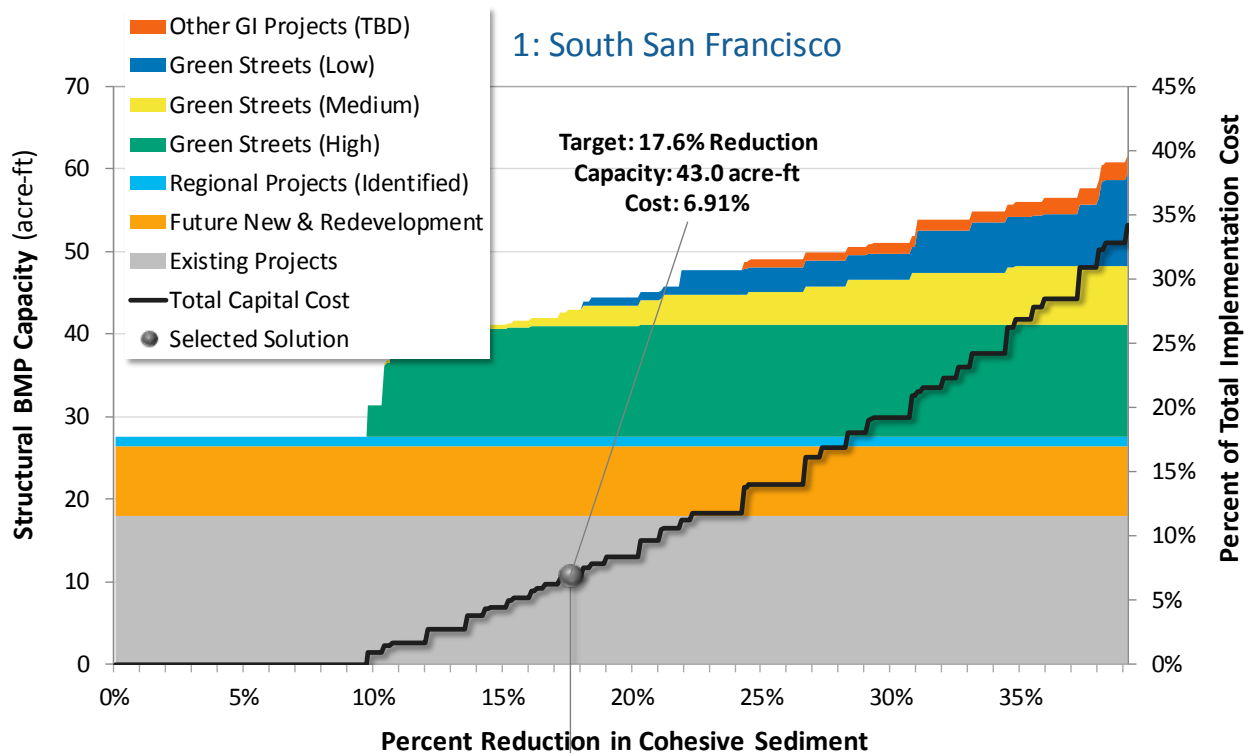 Other GI Projects (TBD)
Green Streets (Low)
Green Streets (Medium)
Green Streets (High)
Regional Projects (Identified)
Future New & Redevelopment
Existing Projects
Total Capital Cost
Selected Solution
1: South San Francisco
Target: 17.6% Reduction
Capacity: 43.0 acre-ft
Cost: 6.91%
Structural BMP Capacity (acre-ft)
70
60
50
40
30
20
10
0
45%
40%
35%
30%
25%
20%
15%
10%
5%
0%
Percent of Total Implementation Cost
0% 5% 10% 15% 20% 25% 30% 35%
Percent Reduction in Cohesive Sediment